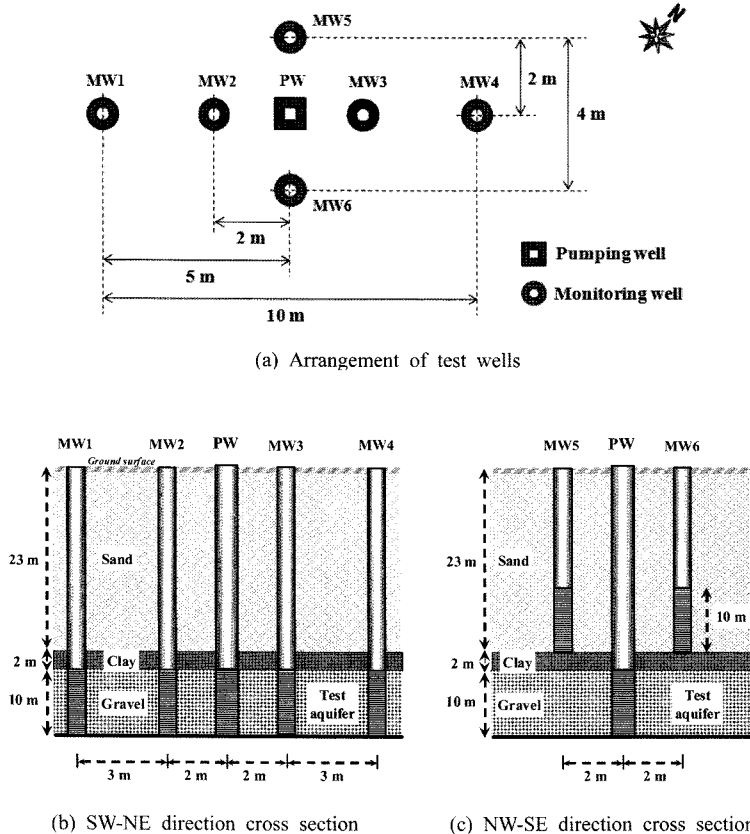 N
MW5
MW1 MW2 PW MW3 MW4
2 m
4 m
MW6
2 m
5 m
10 m
Pumping well
Monitoring well
(a) Arrangement of test wells
MW1 MW2 PW MW3 MW4
Ground surface
23 m
Sand
2 m
Clay
10 m
Gravel
Test
aquifer
3 m 2 m 2 m 3 m
(b) SW-NE direction cross section
MW5 PW MW6
23 m
Sand
10 m
2 m
Clay
10 m
Gravel
Test
aquifer
2 m 2 m
(c) NW-SE direction cross section